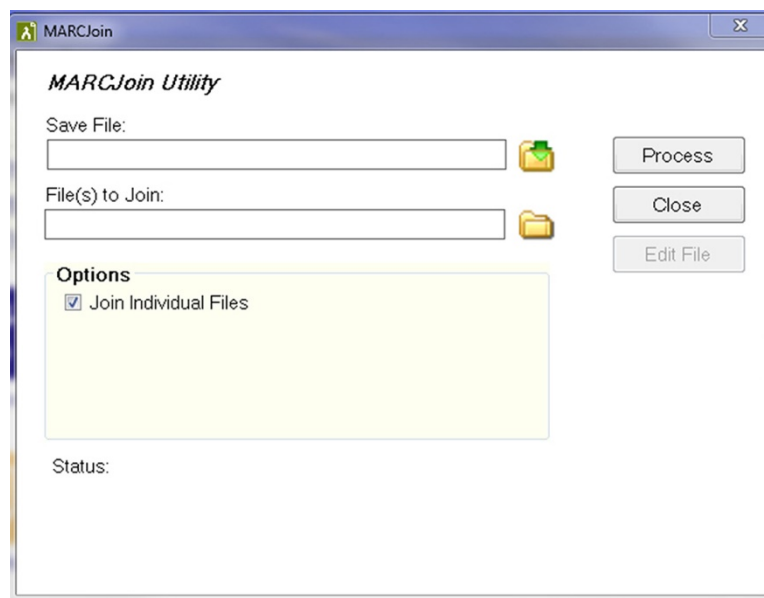 MARCJoin
MARCJoin Utility
Save File:
Process
File(s) to Join:
Close
Edit File
Options
Join Individual Files
Status: